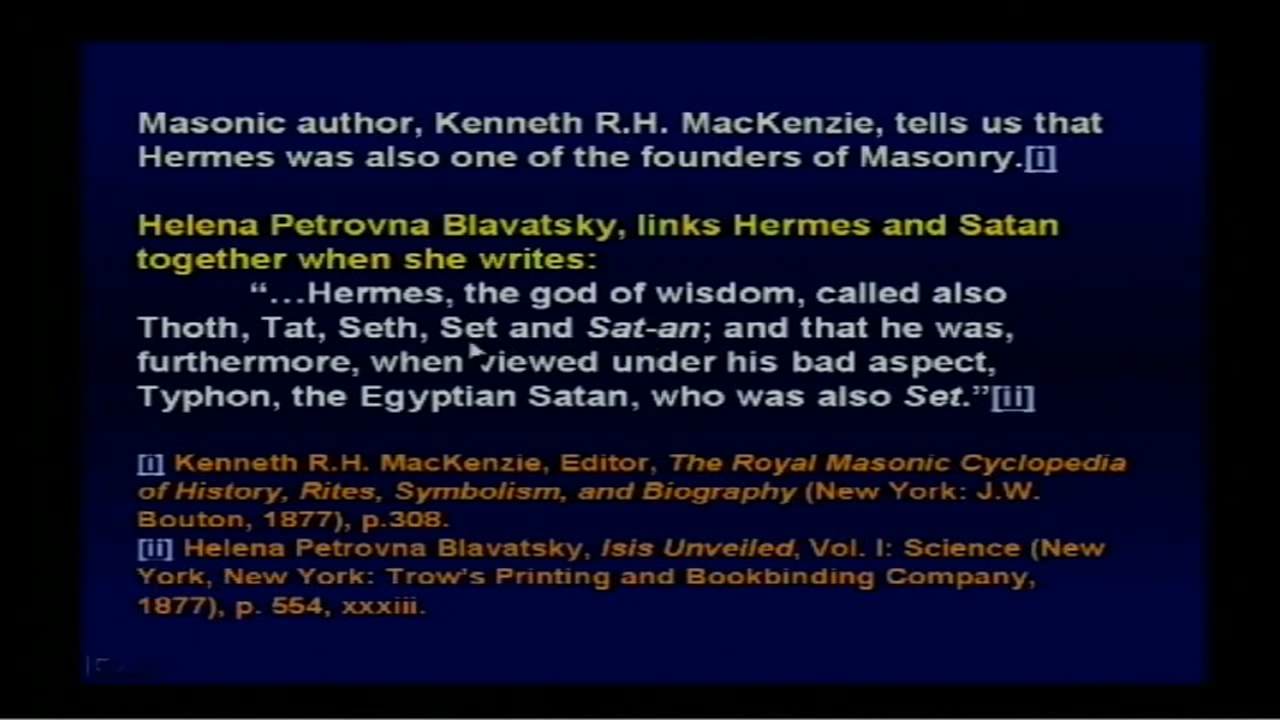 Masonic author, Kenneth R.H. MacKenzie, tells us that
Hermes was also one of the founders of Masonry.[i]
Helena Petrovna Blavatsky, links Hermes and Satan
together when she writes:
“...Hermes, the god of wisdom, called also
Thoth, Tat, Seth, Set and Sat-an; and that he was,
furthermore, when viewed under his bad aspect,
Typhon, the Egyptian Satan, who was also Set.”[ii]
[i] Kenneth R.H. MacKenzie, Editor, The Royal Masonic Cyclopedia
of History, Rites, Symbolism, and Biography (New York: J.W.
Bouton, 1877), p.308.
[ii] Helena Petrovna Blavatsky, Isis Unveiled, Vol. I: Science (New
York, New York: Trow’s Printing and Bookbinding Company,
1877), p. 554, xxxiii.